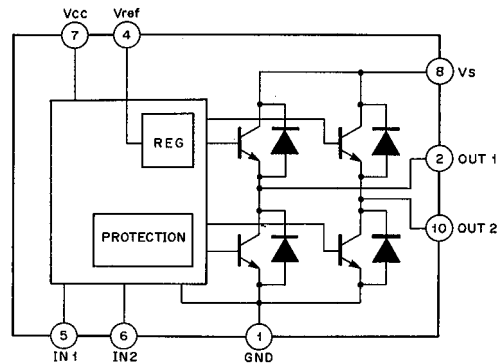 Vcc Vref
7 4
8 Vs
REG
2 OUT 1
10 OUT 2
PROTECTION
5 6 1
IN 1 IN2 GND